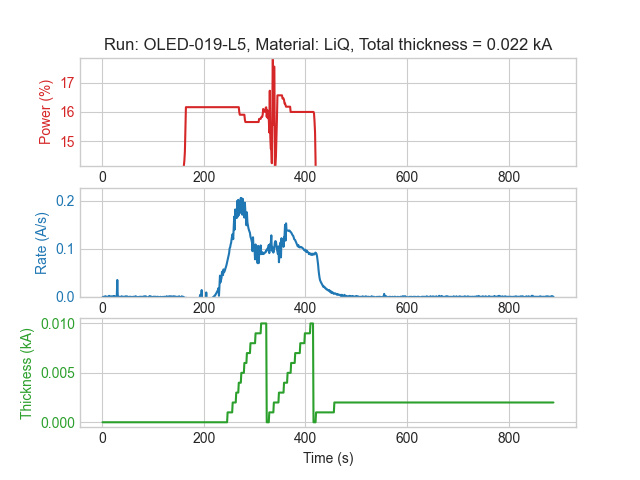 Run: OLED-019-L5, Material: LiQ, Total thickness = 0.022 kA
Power (%)
17
16
15
0 200 400 600 800
Rate (A/s)
0.2
0.1
0.0
0 200 400 600 800
Thickness (kA)
0.010
0.005
0.000
0 200 400 600 800
Time (s)